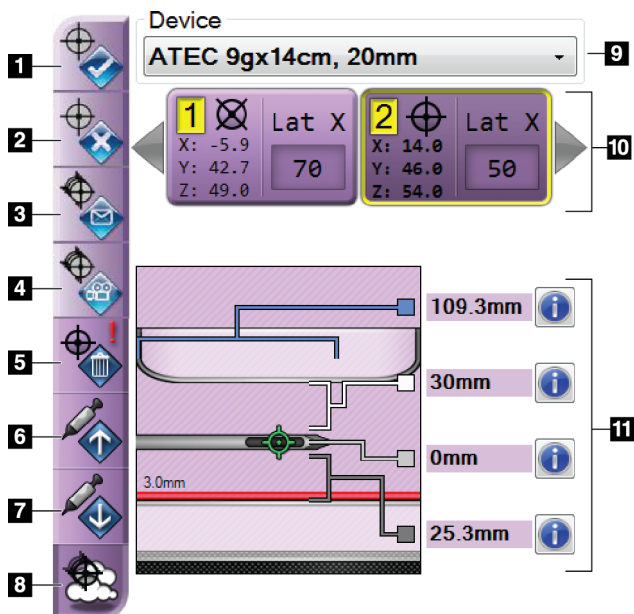 Device
1
ATEC 9gx14cm, 20mm
9
2
1 Lat X
X: -5.9
Y: 42.7
Z: 49.0
70
2 Lat X
X: 14.0
Y: 46.0
Z: 54.0
50
10
3
4
109.3mm
5
!
30mm
6
0mm
11
7
3.0mm
25.3mm
8